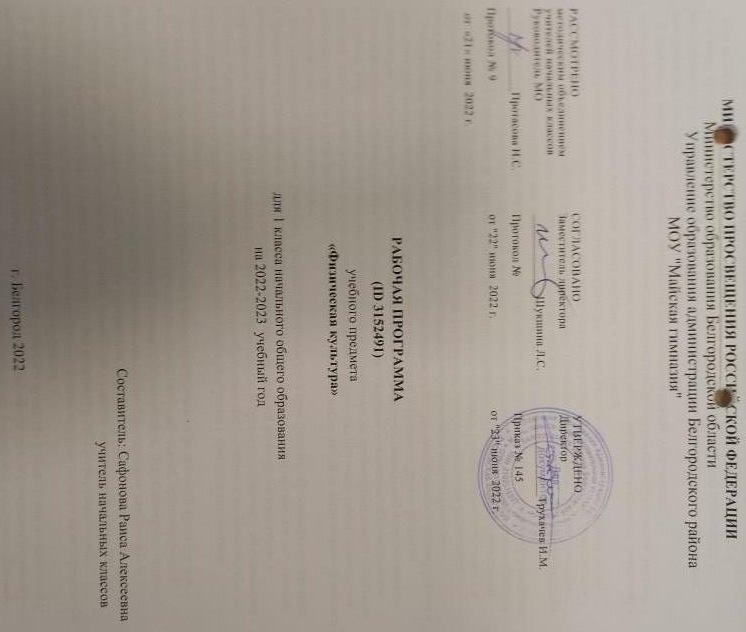 МИНИСТЕРСТВО ПРОСВЕЩЕНИЯ РОССИЙСКОЙ ФЕДЕРАЦИИ
Министерство образования Белгородской области
Управление образования администрации Белгородского района
МОУ "Майская гимназия"
РАССМОТРЕНО
методическим объединением
учителей начальных классов
Руководитель МО
Протасова Н.С.
Протокол № 9
от «21» июня 2022 г.
СОГЛАСОВАНО
Заместитель директора
Шукшина Л.С.
Протокол №
от "22" июня 2022 г.
УТВЕРЖДЕНО
Директор
Трухачев И.М.
Приказ № 145
от "23" июня 2022 г.
РАБОЧАЯ ПРОГРАММА
(ID 3152491)
учебного предмета
«Физическая культура»
для 1 класса начального общего образования
на 2022-2023 учебный год
Составитель: Сафонова Раиса Алексеевна
учитель начальных классов
г. Белгород 2022